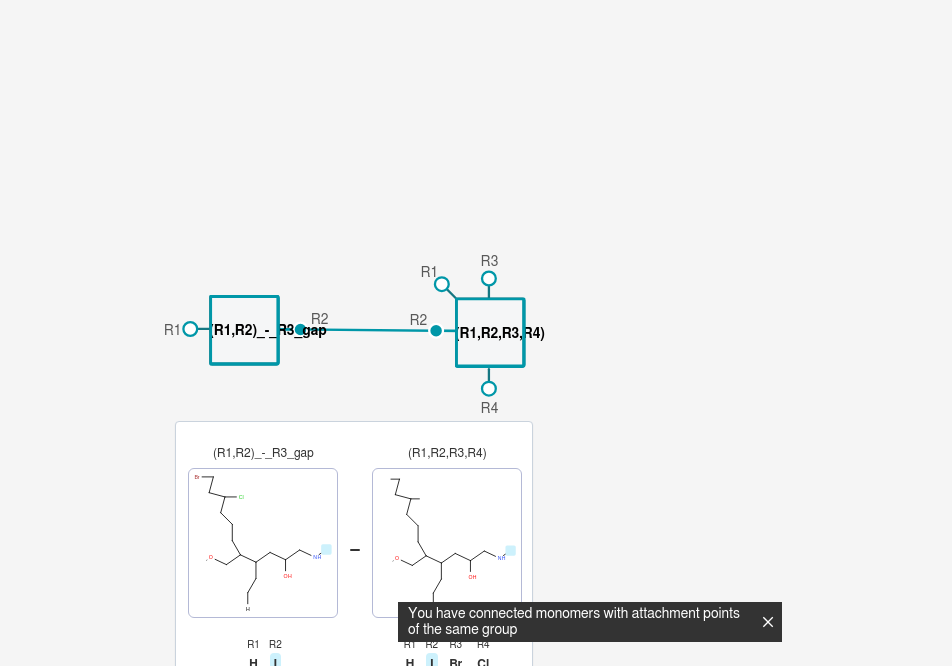 R3
R1
R2
R2
R1
(R1,R2)_-_R3_gap
(R1,R2,R3,R4)
R4
(R1,R2)_-_R3_gap
(R1,R2,R3,R4)
Br
Cl
O
NH
OH
H
–
O
NH
OH
You have connected monomers with attachment points
of the same group
R1 R2
R1 R2 R3 R4
H I
H I Br Cl